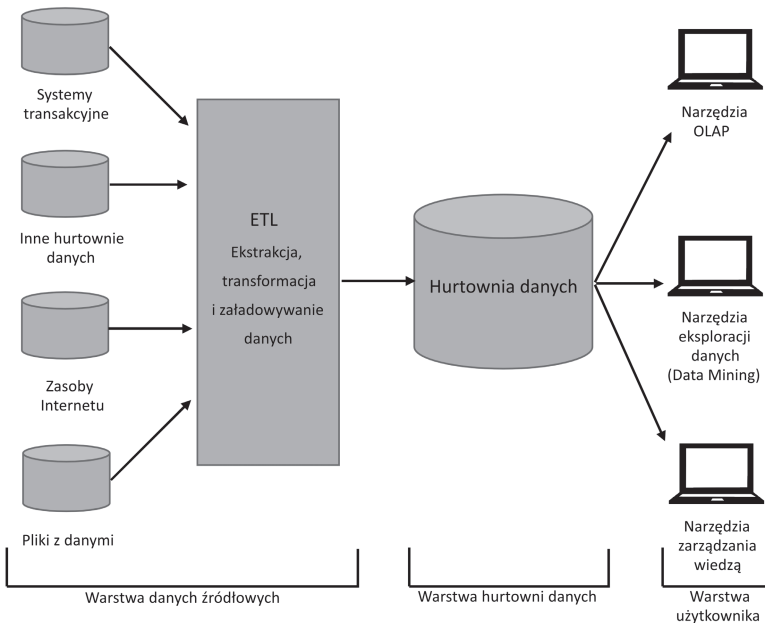 Systemy
transakcyjne
Inne hurtownie
danych
Zasoby
Internetu
Pliki z danymi
ETL
Ekstrakcja,
transformacja
i załadowywanie
danych
Hurtownia danych
Narzędzia
OLAP
Narzędzia
eksploracji
danych
(Data Mining)
Narzędzia
zarządzania
wiedzą
Warstwa danych źródłowych
Warstwa hurtowni danych
Warstwa
użytkownika